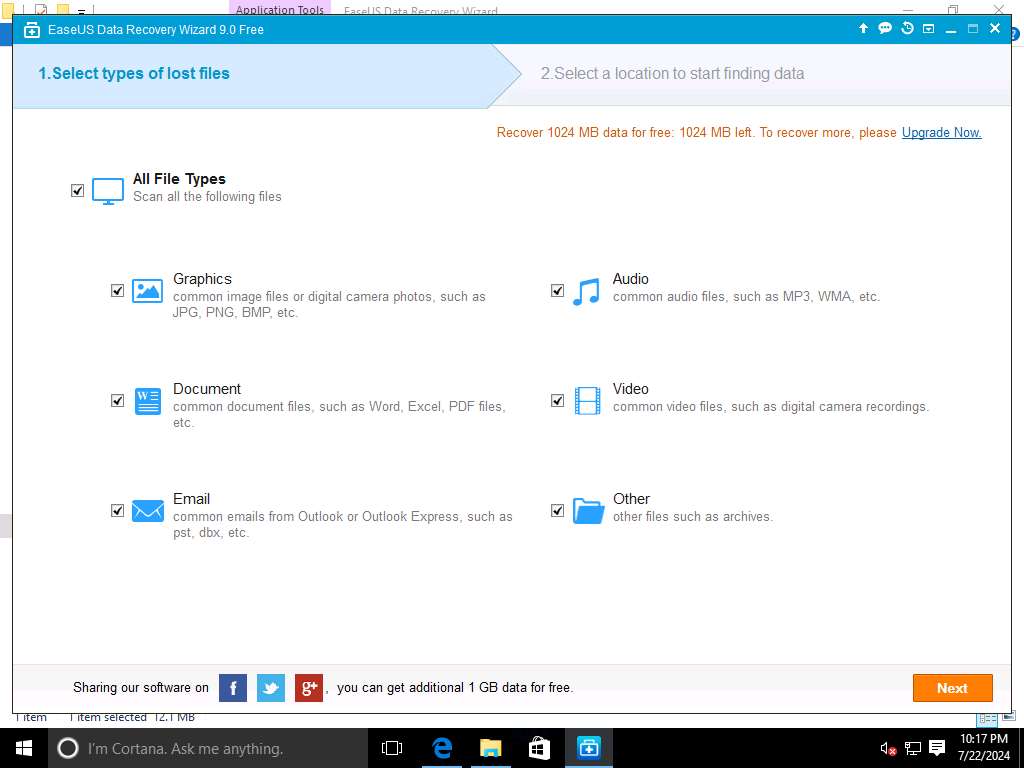 Application Tools
EaseUS Data Recovery Wizard
EaseUS Data Recovery Wizard 9.0 Free
1.Select types of lost files
2.Select a location to start finding data
Recover 1024 MB data for free: 1024 MB left. To recover more, please Upgrade Now.
All File Types
Scan all the following files
Graphics
common image files or digital camera photos, such as
JPG, PNG, BMP, etc.
Audio
common audio files, such as MP3, WMA, etc.
Document
common document files, such as Word, Excel, PDF files,
etc.
Video
common video files, such as digital camera recordings.
Email
common emails from Outlook or Outlook Express, such as
pst, dbx, etc.
Other
other files such as archives.
Sharing our software on f g+ , you can get additional 1 GB data for free.
Next
1 item 1 item selected 12.1 MB
I'm Cortana. Ask me anything.
10:17 PM
7/22/2024